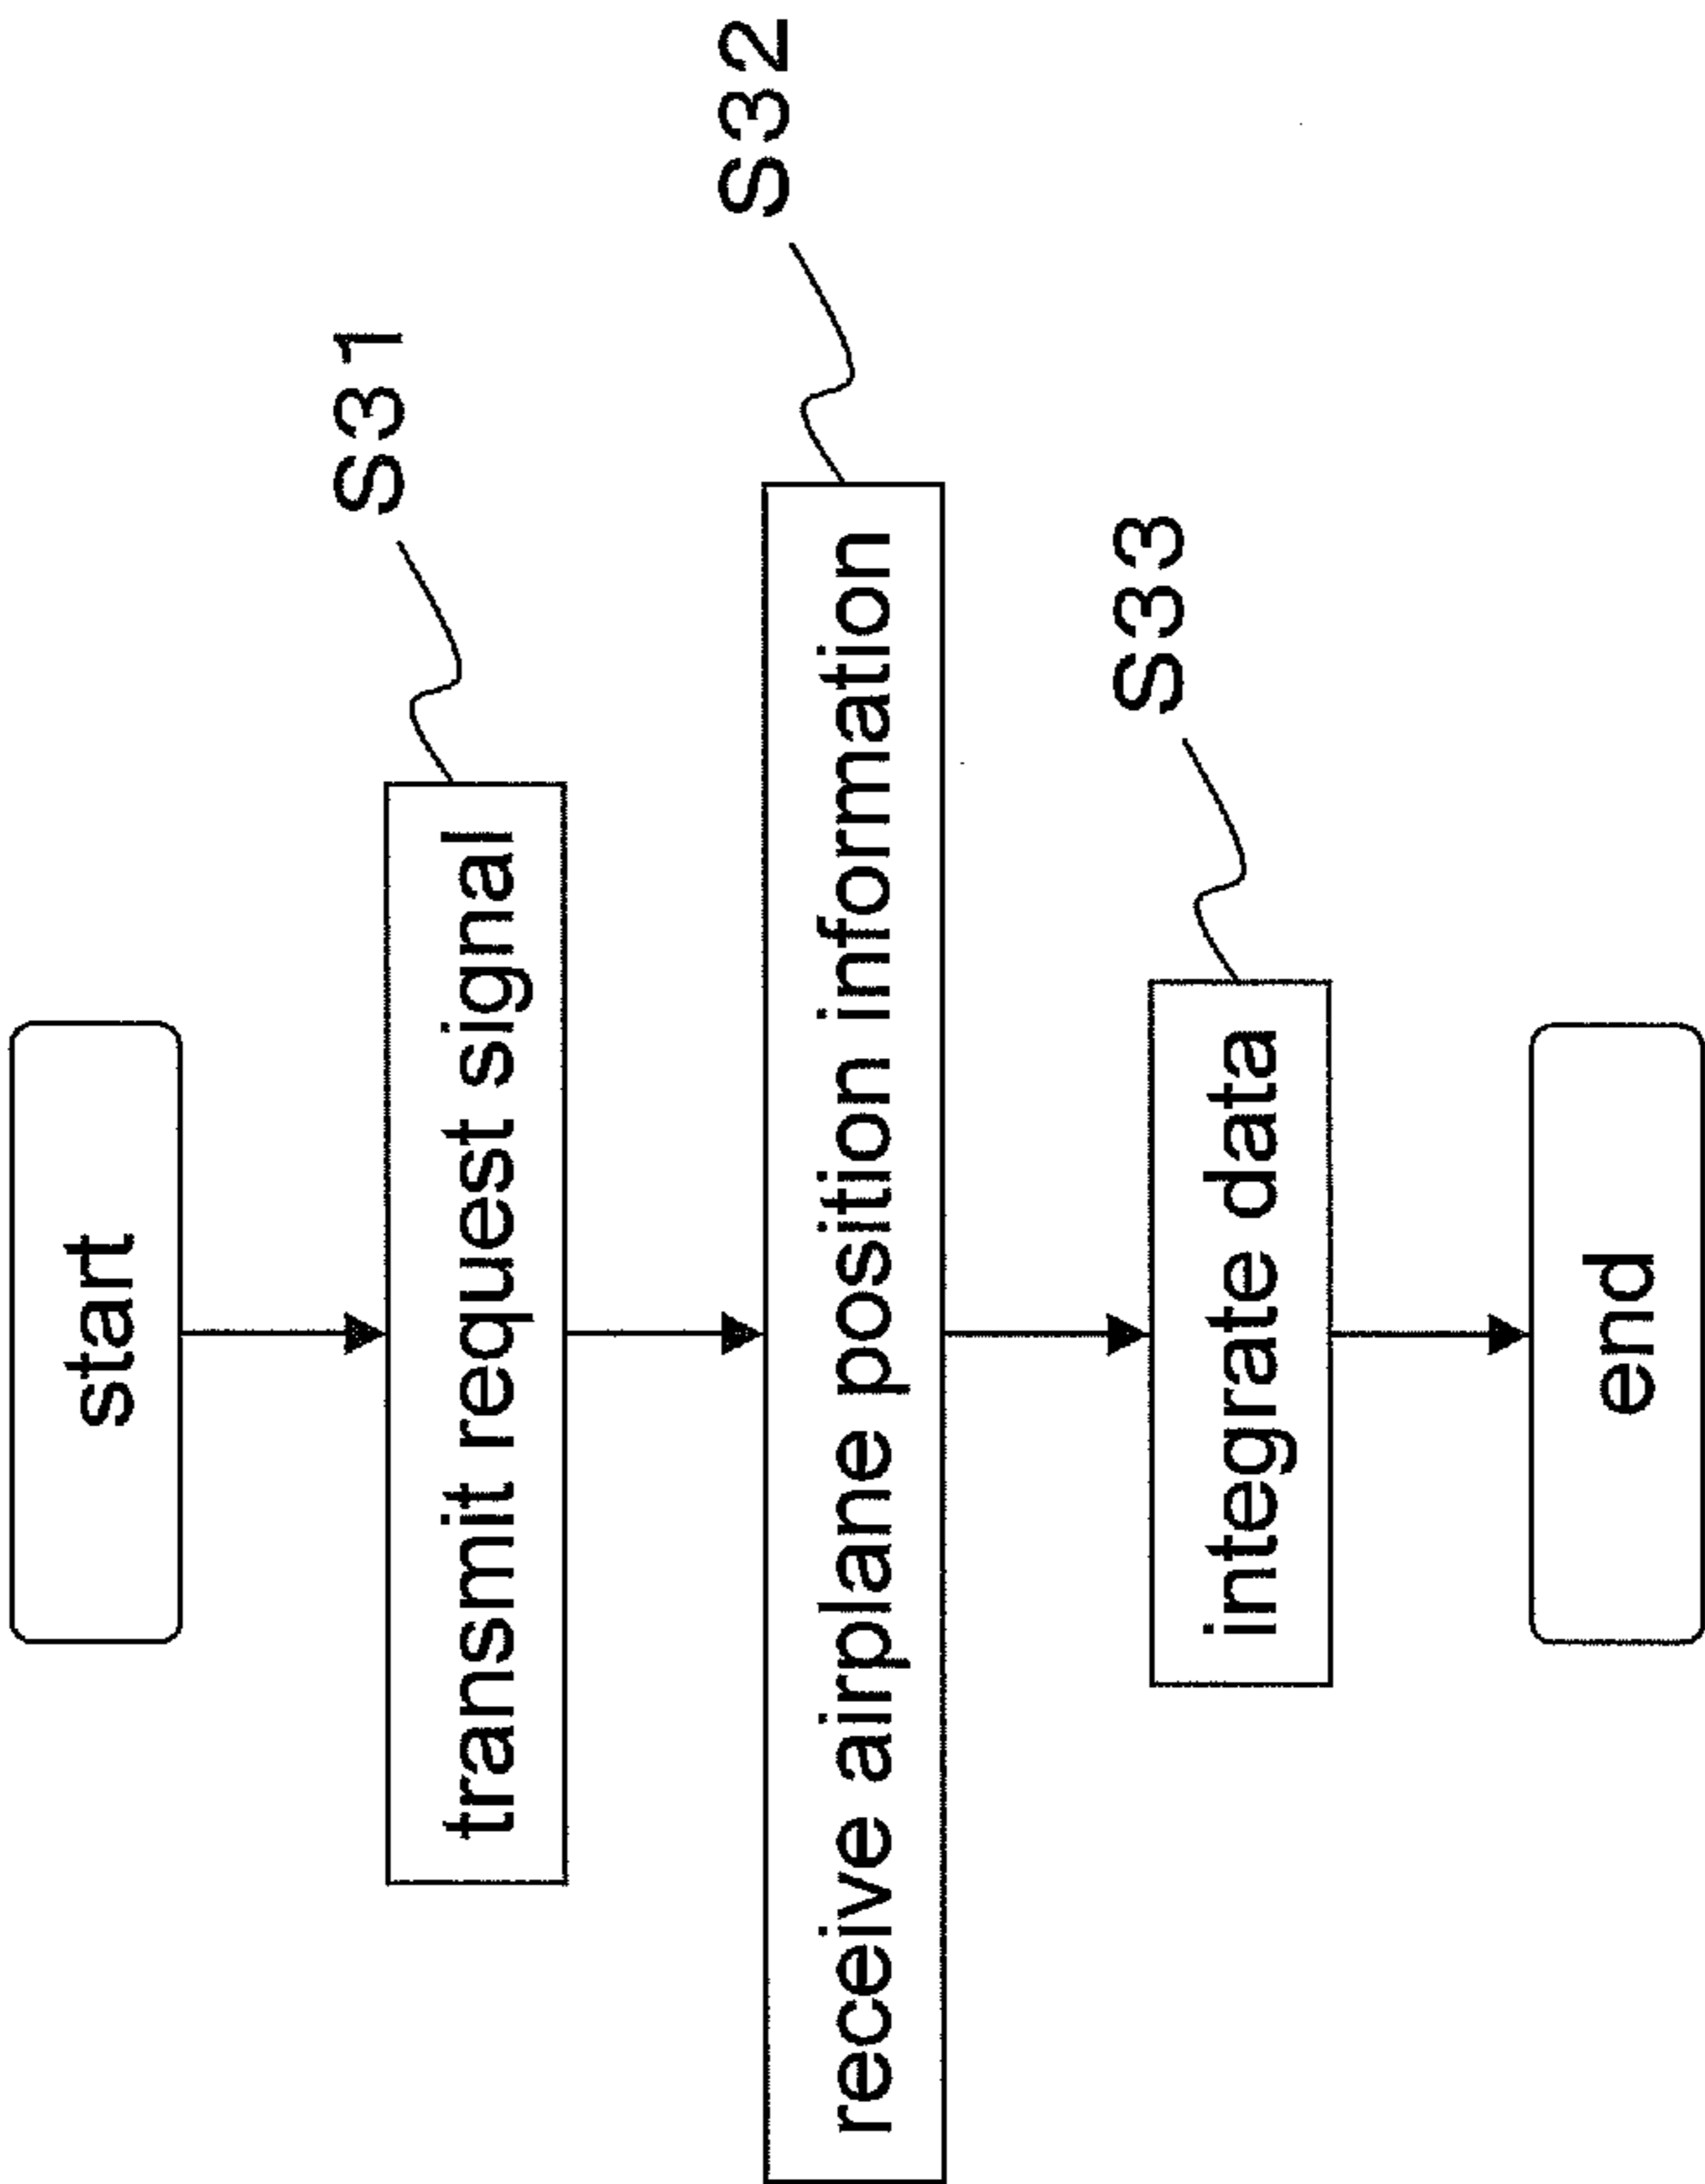 start
transmit request signal
S31
receive airplane position information
S32
integrate data
S33
end